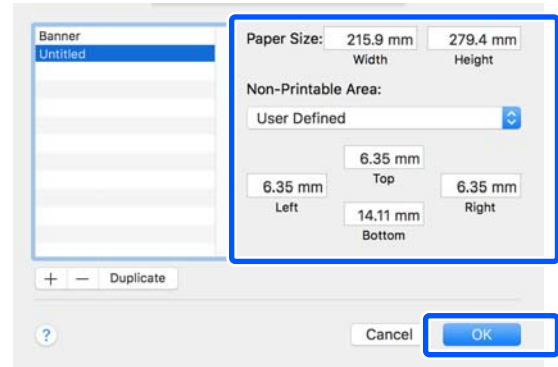 Banner
Untitled
+ − Duplicate
Paper Size: 215.9 mm 279.4 mm
Width Height
Non-Printable Area:
User Defined
6.35 mm
Top
6.35 mm 6.35 mm
Left Right
14.11 mm
Bottom
? Cancel OK